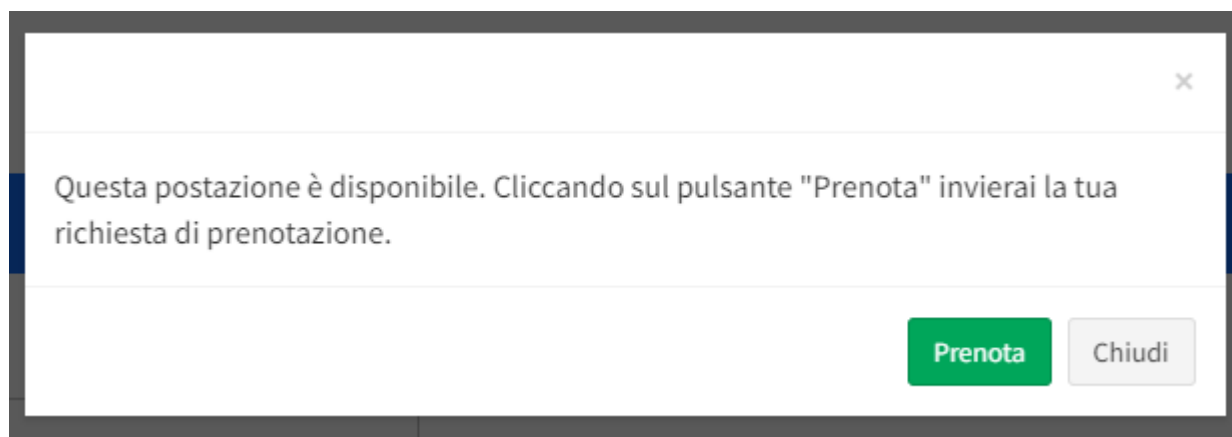 ×
Questa postazione è disponibile. Cliccando sul pulsante "Prenota" invierai la tua
richiesta di prenotazione.
Prenota Chiudi